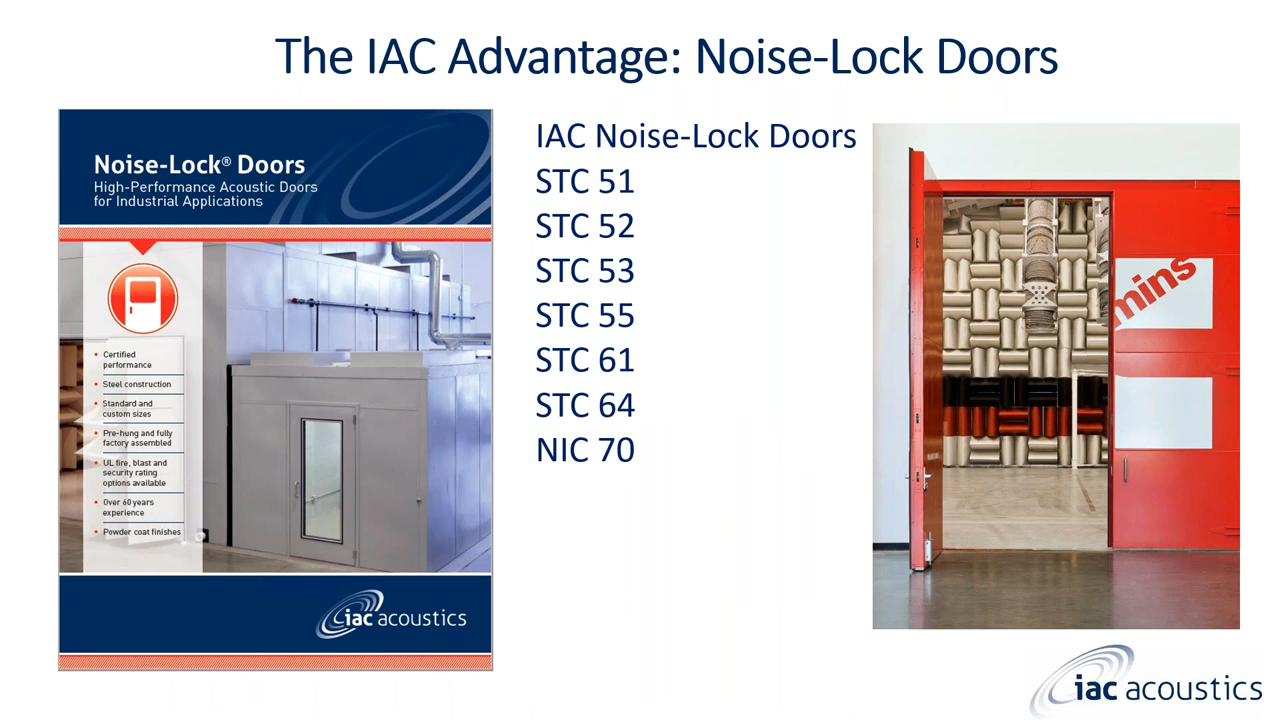 The IAC Advantage: Noise-Lock Doors
Noise-Lock® Doors
High-Performance Acoustic Doors
for Industrial Applications
• Certified
performance
• Steel construction
• Standard and
custom sizes
• Pre-hung and fully
factory assembled
• UL fire, blast and
security rating
options available
• Over 60 years
experience
• Powder coat finishes
iac acoustics
IAC Noise-Lock Doors
STC 51
STC 52
STC 53
STC 55
STC 61
STC 64
NIC 70
mins
iac acoustics